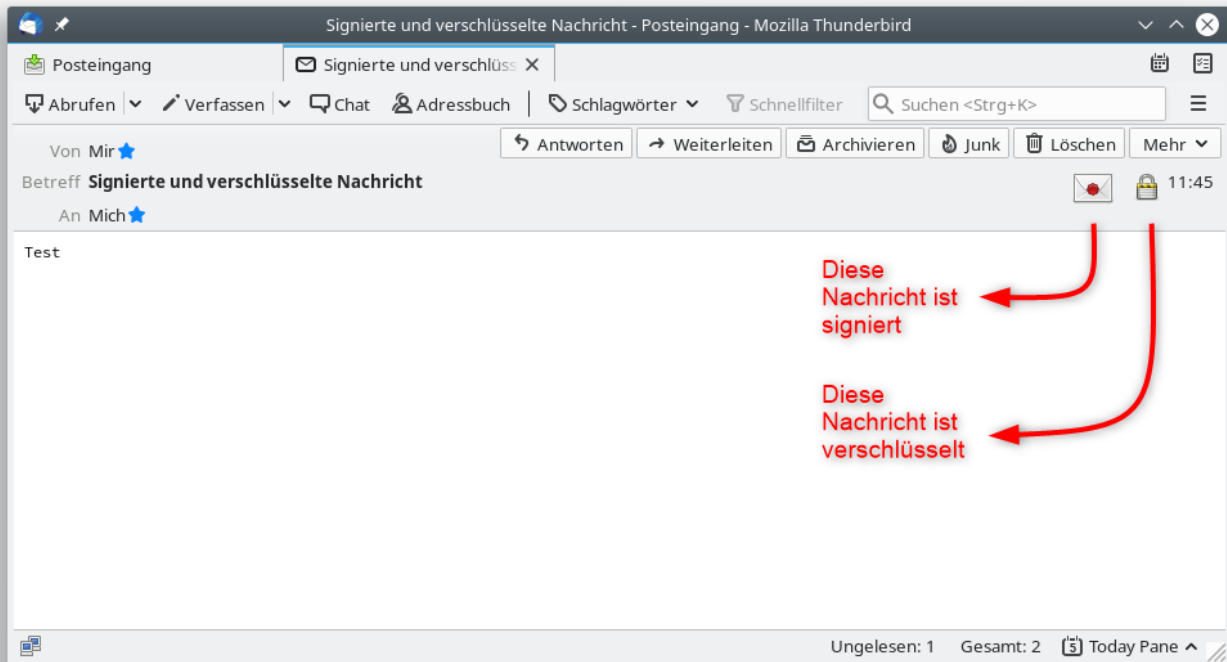 Signierte und verschlüsselte Nachricht - Posteingang - Mozilla Thunderbird
Posteingang
Signierte und verschlüss
Abrufen Verfassen Chat Adressbuch Schlagwörter Schnellfilter Suchen <Strg+K>
Von Mir
Antworten Weiterleiten Archivieren Junk Löschen Mehr
Betreff Signierte und verschlüsselte Nachricht
11:45
An Mich
Test
Diese
Nachricht ist
signiert
Diese
Nachricht ist
verschlüsselt
Ungelesen: 1 Gesamt: 2 5 Today Pane